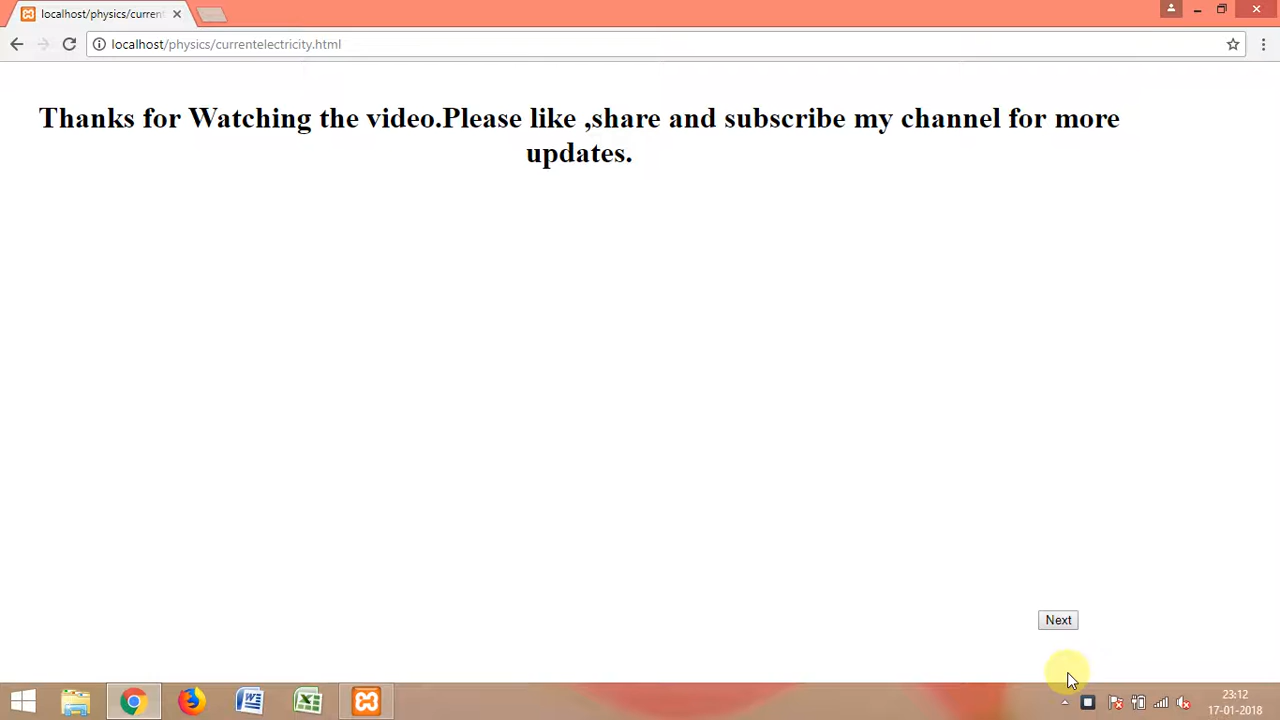 localhost/physics/current
localhost/physics/currentelectricity.html
Thanks for Watching the video.Please like ,share and subscribe my channel for more
updates.
Next
23:12
17-01-2018